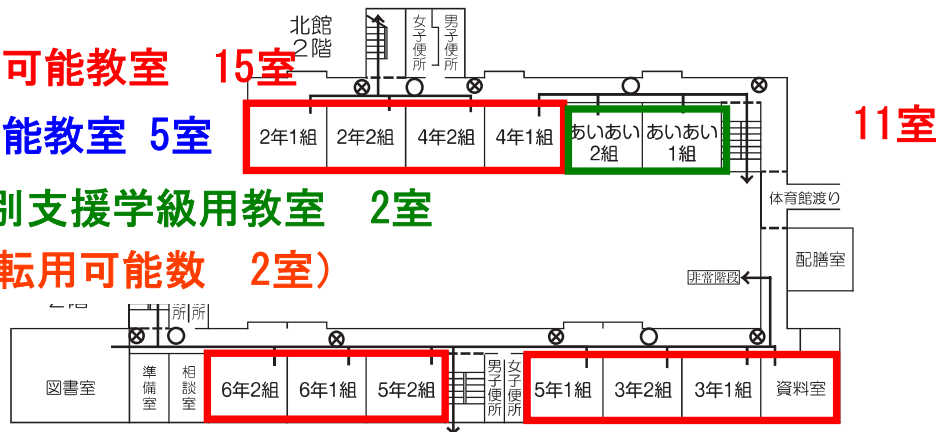 北館
2階
女子便所
男子便所
可能教室 15室
能教室 5室
別支援学級用教室 2室
転用可能数 2室）
11室
2年1組
2年2組
4年2組
4年1組
あいあい
2組
あいあい
1組
体育館渡り
配膳室
非常階段
2階
所
所
図書室
準備室
相談室
6年2組
6年1組
5年2組
男子便所
女子便所
5年1組
3年2組
3年1組
資料室